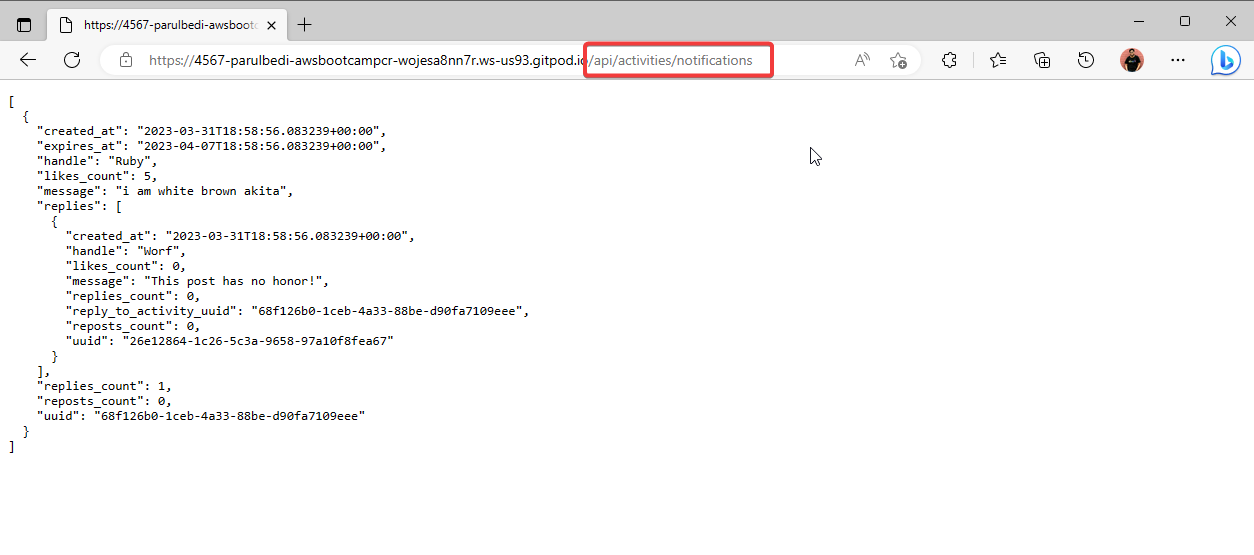 https://4567-parulbedi-awsbootc
https://4567-parulbedi-awsbootcampcr-wojesa8nn7r.ws-us93.gitpod.io/api/activities/notifications
[
  {
    "created_at": "2023-03-31T18:58:56.083239+00:00",
    "expires_at": "2023-04-07T18:58:56.083239+00:00",
    "handle": "Ruby",
    "likes_count": 5,
    "message": "i am white brown akita",
    "replies": [
      {
        "created_at": "2023-03-31T18:58:56.083239+00:00",
        "handle": "Worf",
        "likes_count": 0,
        "message": "This post has no honor!",
        "replies_count": 0,
        "reply_to_activity_uuid": "68f126b0-1ceb-4a33-88be-d90fa7109eee",
        "reposts_count": 0,
        "uuid": "26e12864-1c26-5c3a-9658-97a10f8fea67"
      }
    ],
    "replies_count": 1,
    "reposts_count": 0,
    "uuid": "68f126b0-1ceb-4a33-88be-d90fa7109eee"
  }
]